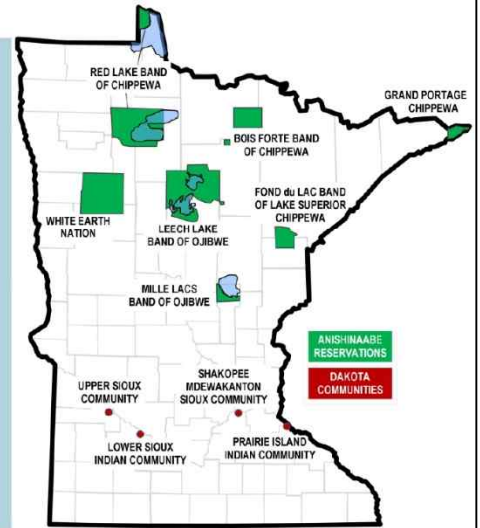 RED LAKE BAND
OF CHIPPEWA
GRAND PORTAGE
CHIPPEWA
BOIS FORTE BAND
OF CHIPPEWA
FOND du LAC BAND
OF LAKE SUPERIOR
CHIPPEWA
WHITE EARTH
NATION
LEECH LAKE
BAND OF OJIBWE
MILLE LACS
BAND OF OJIBWE
ANISHINAABE
RESERVATIONS
DAKOTA
COMMUNITIES
UPPER SIOUX
COMMUNITY
SHAKOPEE
MDEWAKANTON
SIOUX COMMUNITY
LOWER SIOUX
INDIAN COMMUNITY
PRAIRIE ISLAND
INDIAN COMMUNITY